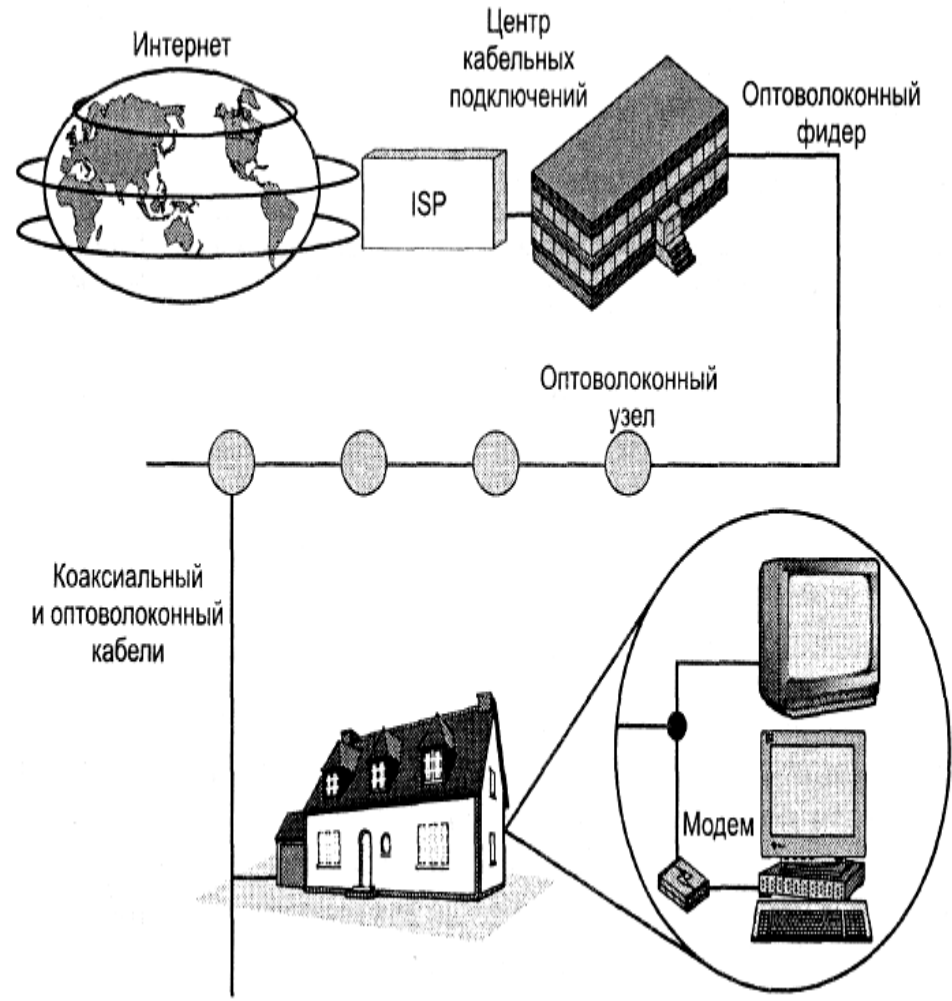 Интернет
Центр
кабельных
подключений
Оптоволоконный
фидер
ISP
Оптоволоконный
узел
Коаксиальный
и оптоволоконный
кабели
Модем